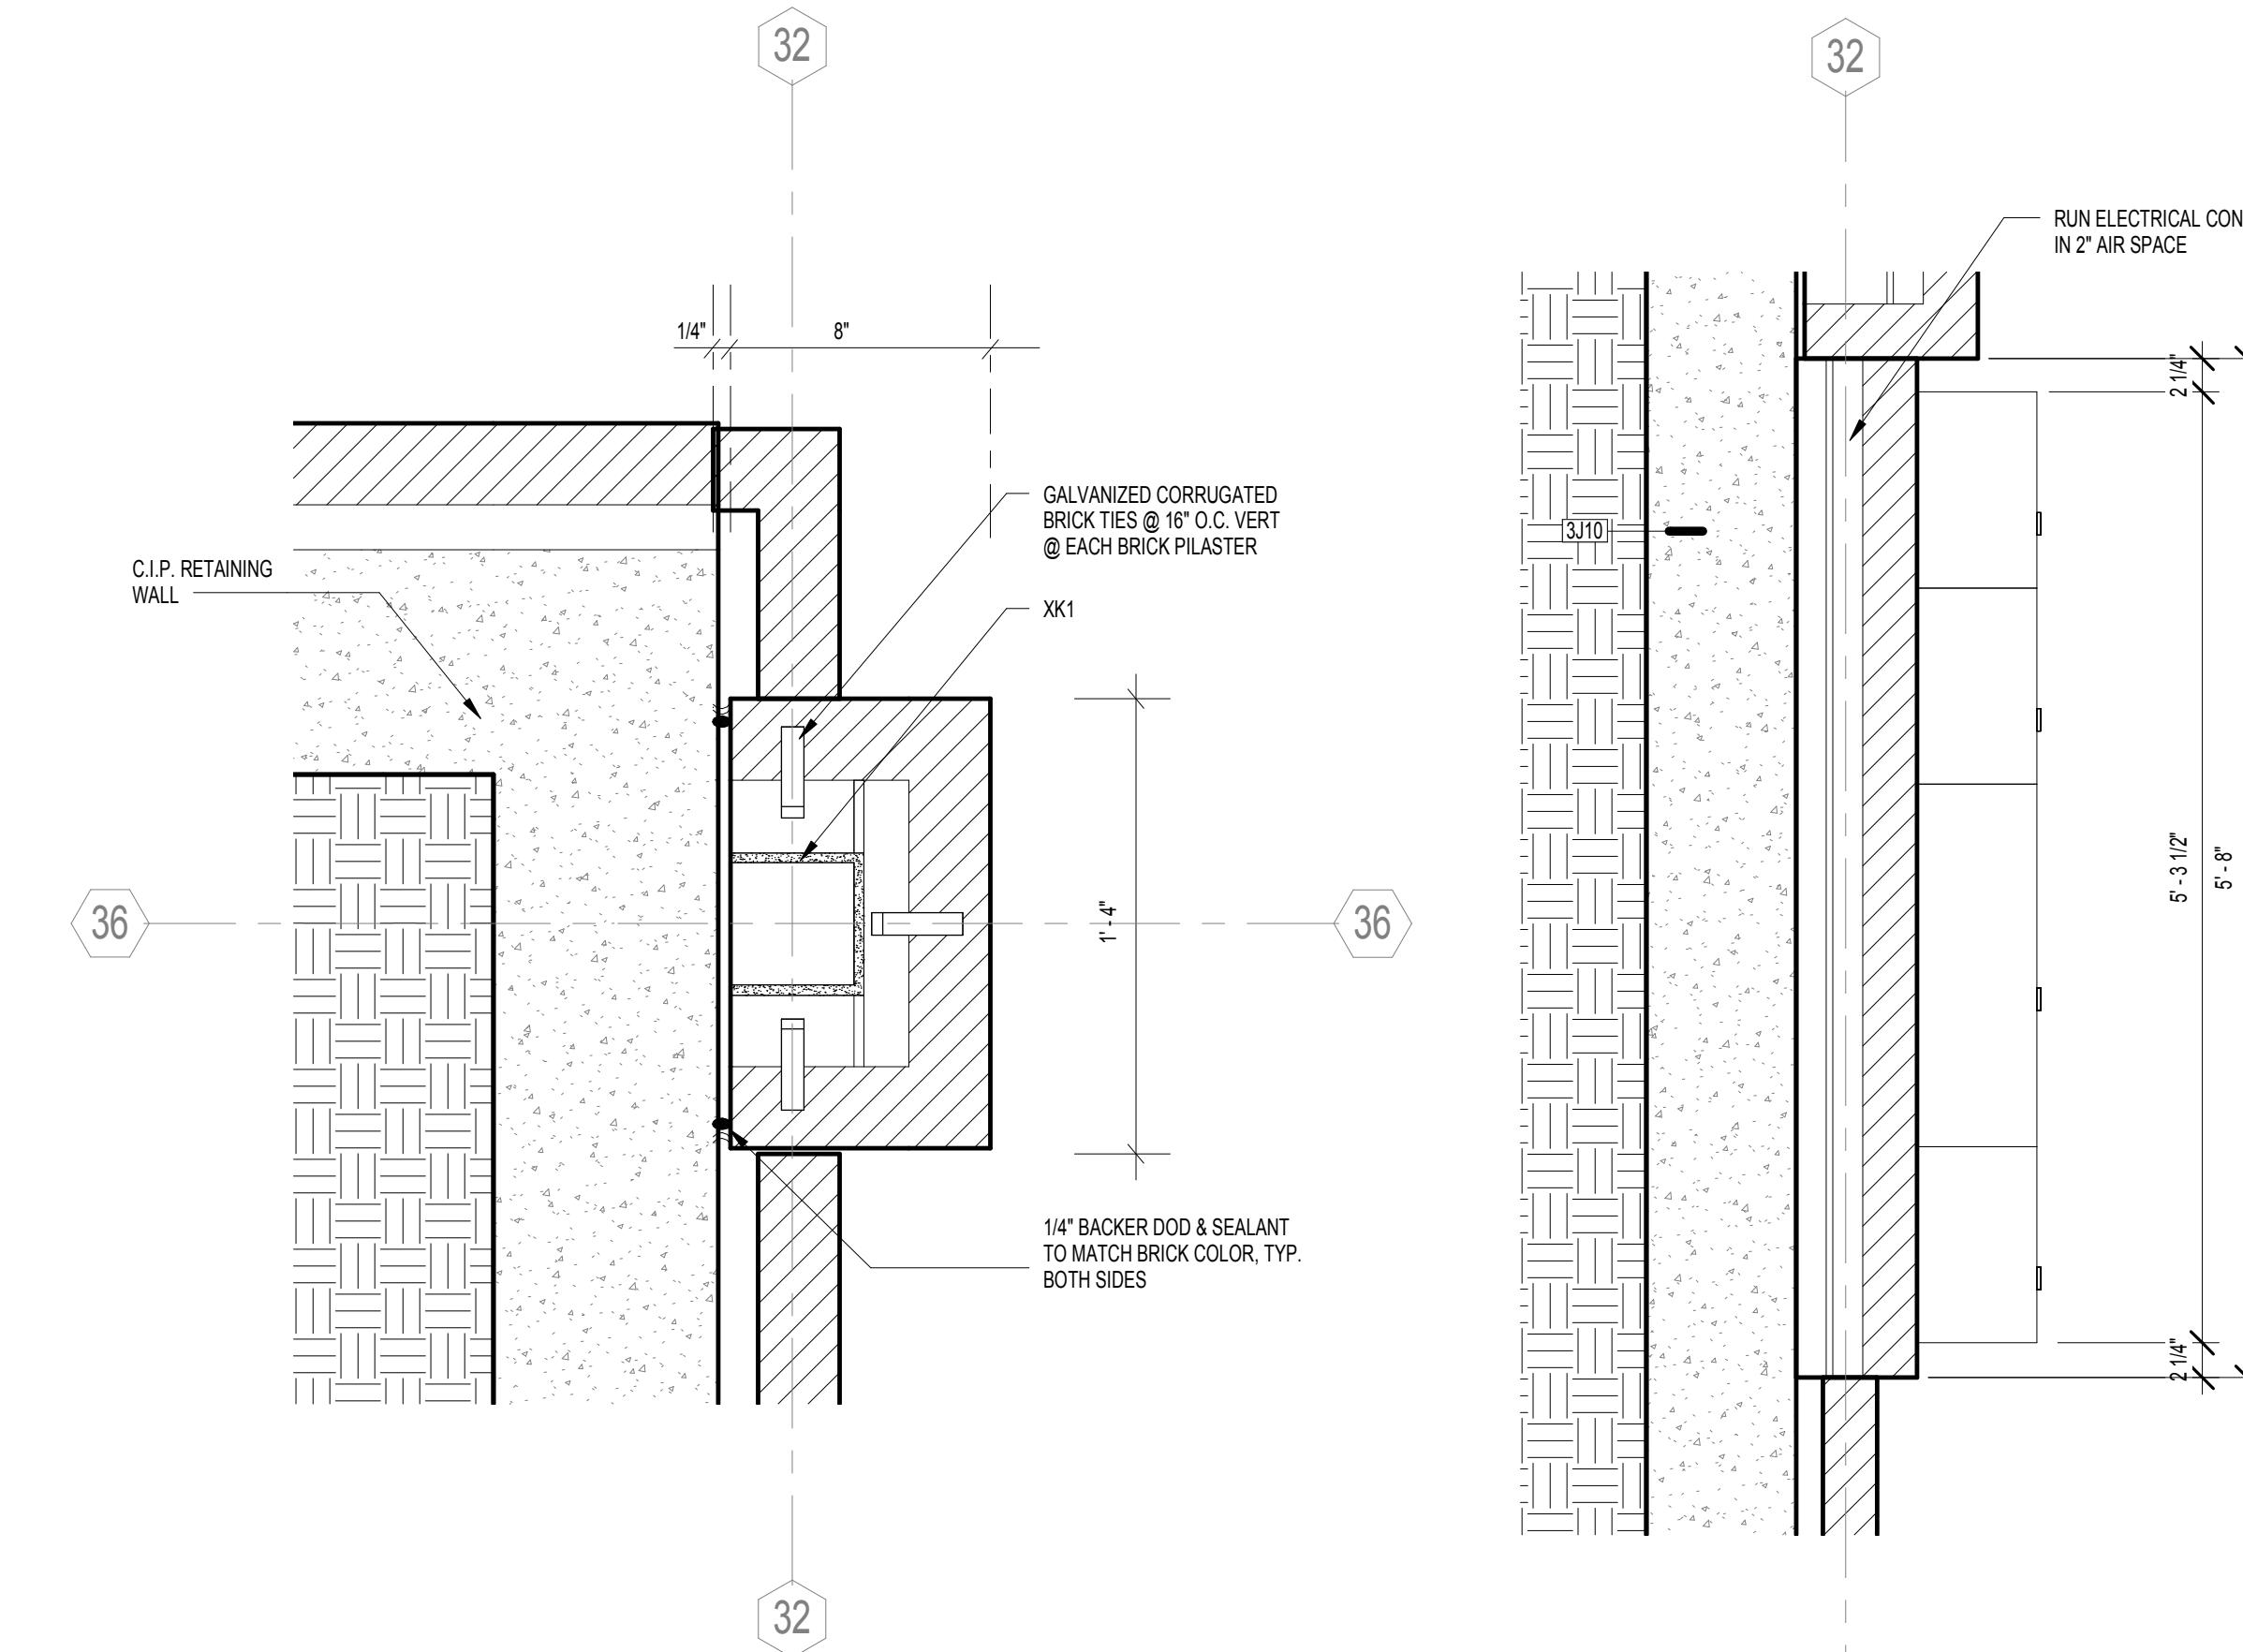 32
32
RUN ELECTRICAL CON
IN 2" AIR SPACE
1/4"
8"
2 1/4"
GALVANIZED CORRUGATED
BRICK TIES @ 16" O.C. VERT
@ EACH BRICK PILASTER
3J10
C.I.P. RETAINING
WALL
XK1
36
1' - 4"
36
5' - 3 1/2"
5' - 8"
1/4" BACKER DOD & SEALANT
TO MATCH BRICK COLOR, TYP.
BOTH SIDES
2 1/4"
32